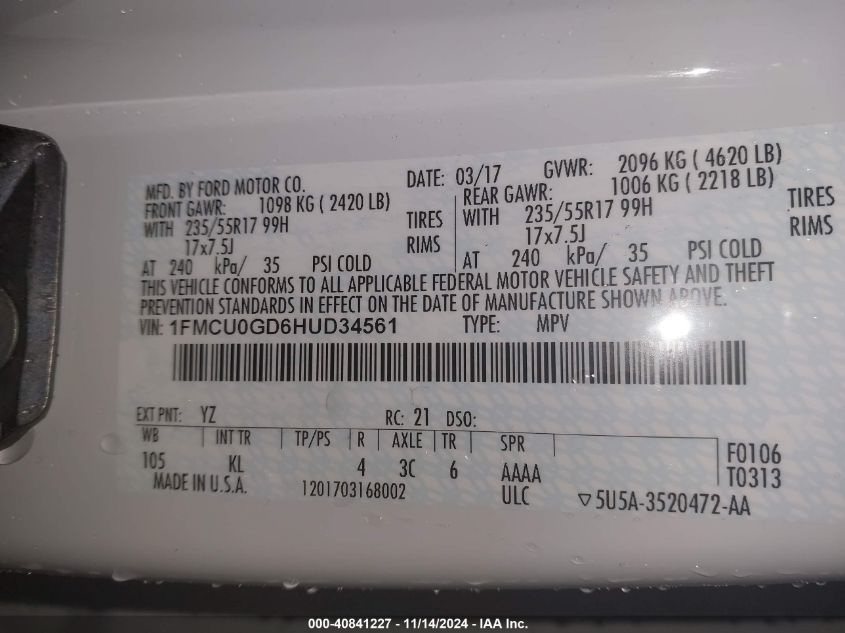 MFD. BY FORD MOTOR CO. DATE: 03/17 GVWR: 2096 KG ( 4620 LB)
FRONT GAWR: 1098 KG ( 2420 LB) REAR GAWR: 1006 KG ( 2218 LB)
WITH 235/55R17 99H TIRES WITH 235/55R17 99H TIRES
17x7.5J RIMS 17x7.5J RIMS
AT 240 kPa/ 35 PSI COLD AT 240 kPa/ 35 PSI COLD
THIS VEHICLE CONFORMS TO ALL APPLICABLE FEDERAL MOTOR VEHICLE SAFETY AND THEFT
PREVENTION STANDARDS IN EFFECT ON THE DATE OF MANUFACTURE SHOWN ABOVE.
VIN: 1FMCU0GD6HUD34561 TYPE: MPV
EXT PNT: YZ RC: 21 DSO:
WB INT TR TP/PS R AXLE TR SPR
105 KL 4 3C 6 AAAA
F0106
T0313
MADE IN U.S.A. 1201703168002 ULC ▽5U5A-3520472-AA
000-40841227 - 11/14/2024 - IAA Inc.